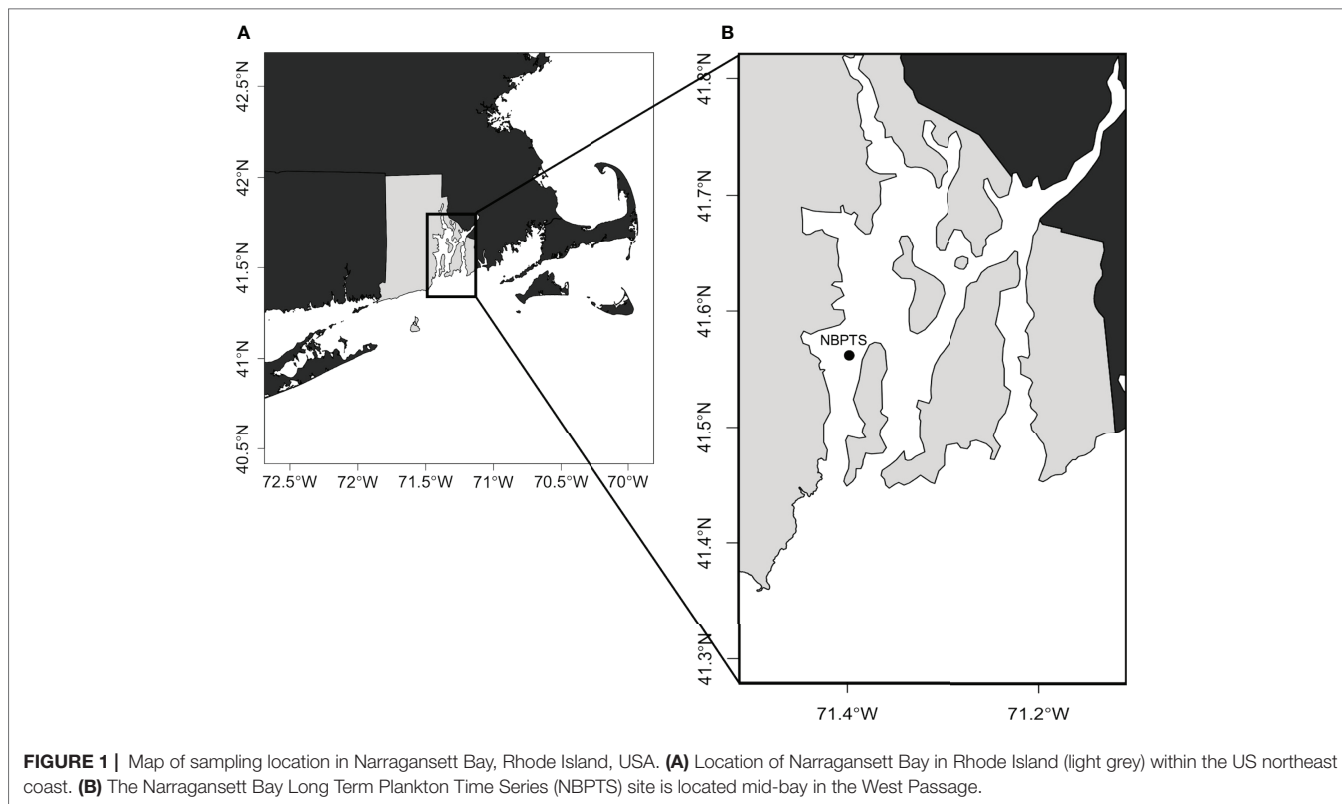 A
42.5°N
42°N
41.5°N
41°N
40.5°N
72.5°W 72°W 71.5°W 71°W 70.5°W 70°W
B
41.8°N
41.7°N
41.6°N
41.5°N
41.4°N
41.3°N
NBPTS
71.4°W 71.2°W
FIGURE 1 | Map of sampling location in Narragansett Bay, Rhode Island, USA. (A) Location of Narragansett Bay in Rhode Island (light grey) within the US northeast
coast. (B) The Narragansett Bay Long Term Plankton Time Series (NBPTS) site is located mid-bay in the West Passage.